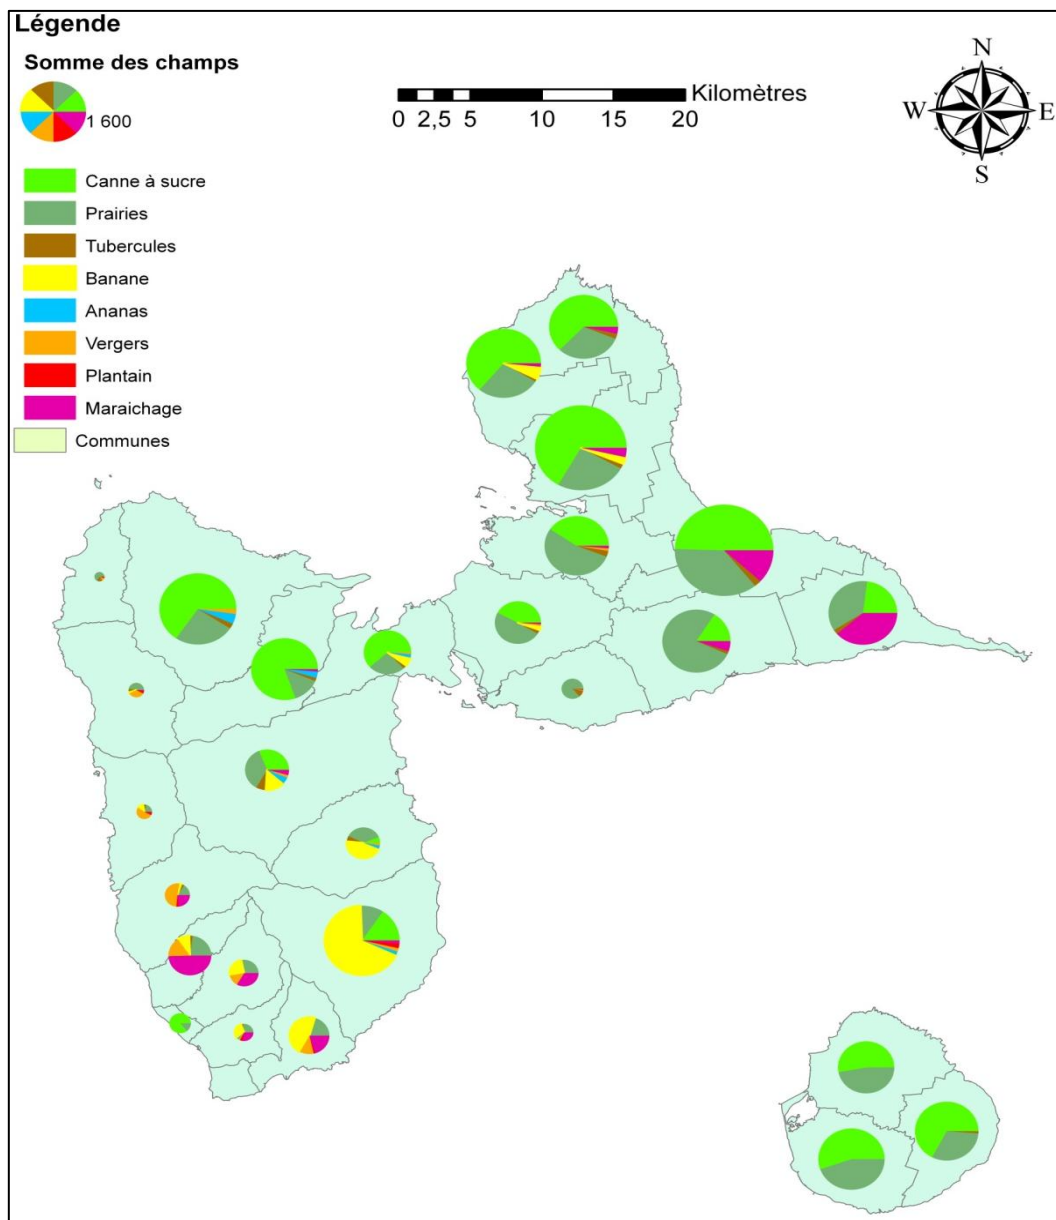 Légende
Somme des champs
1 600
Canne à sucre
Prairies
Tubercules
Banane
Ananas
Vergers
Plantain
Maraichage
Communes
Kilomètres
0 2,5 5 10 15 20
N
W E
S